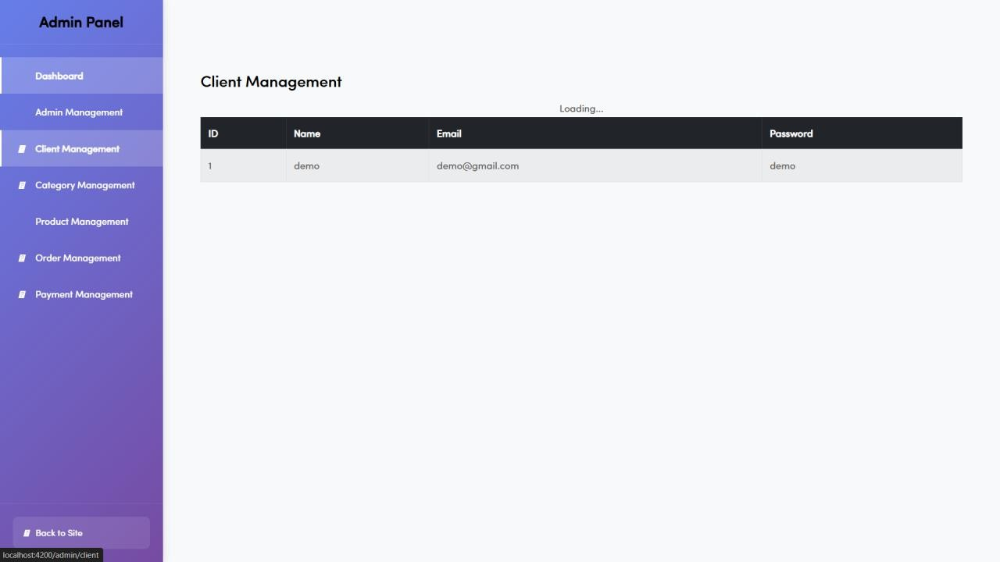 Admin Panel
Dashboard
Admin Management
Client Management
Category Management
Product Management
Order Management
Payment Management
Back to Site
localhost:4200/admin/client
Client Management
Loading...
ID Name Email Password
1 demo demo@gmail.com demo